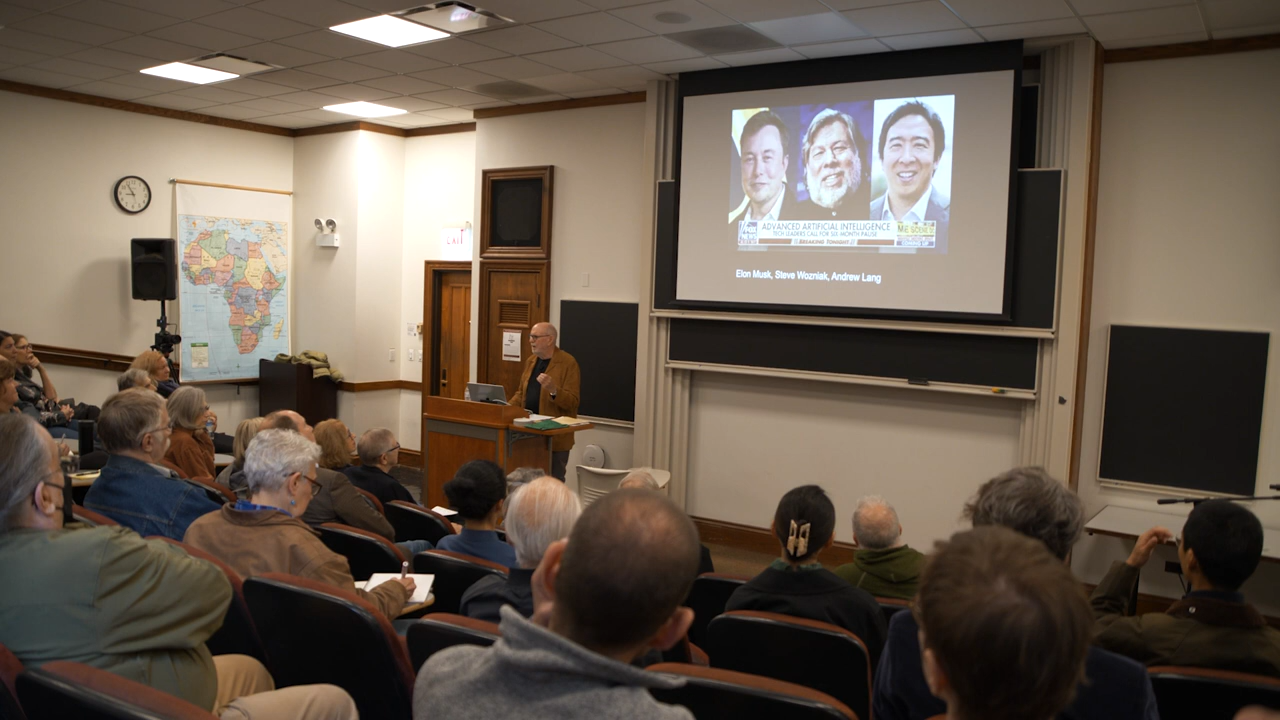 ADVANCED ARTIFICIAL INTELLIGENCE
TECH LEADERS CALL FOR SIX-MONTH PAUSE
BREAKING TONIGHT
Elon Musk, Steve Wozniak, Andrew Lang
EXIT